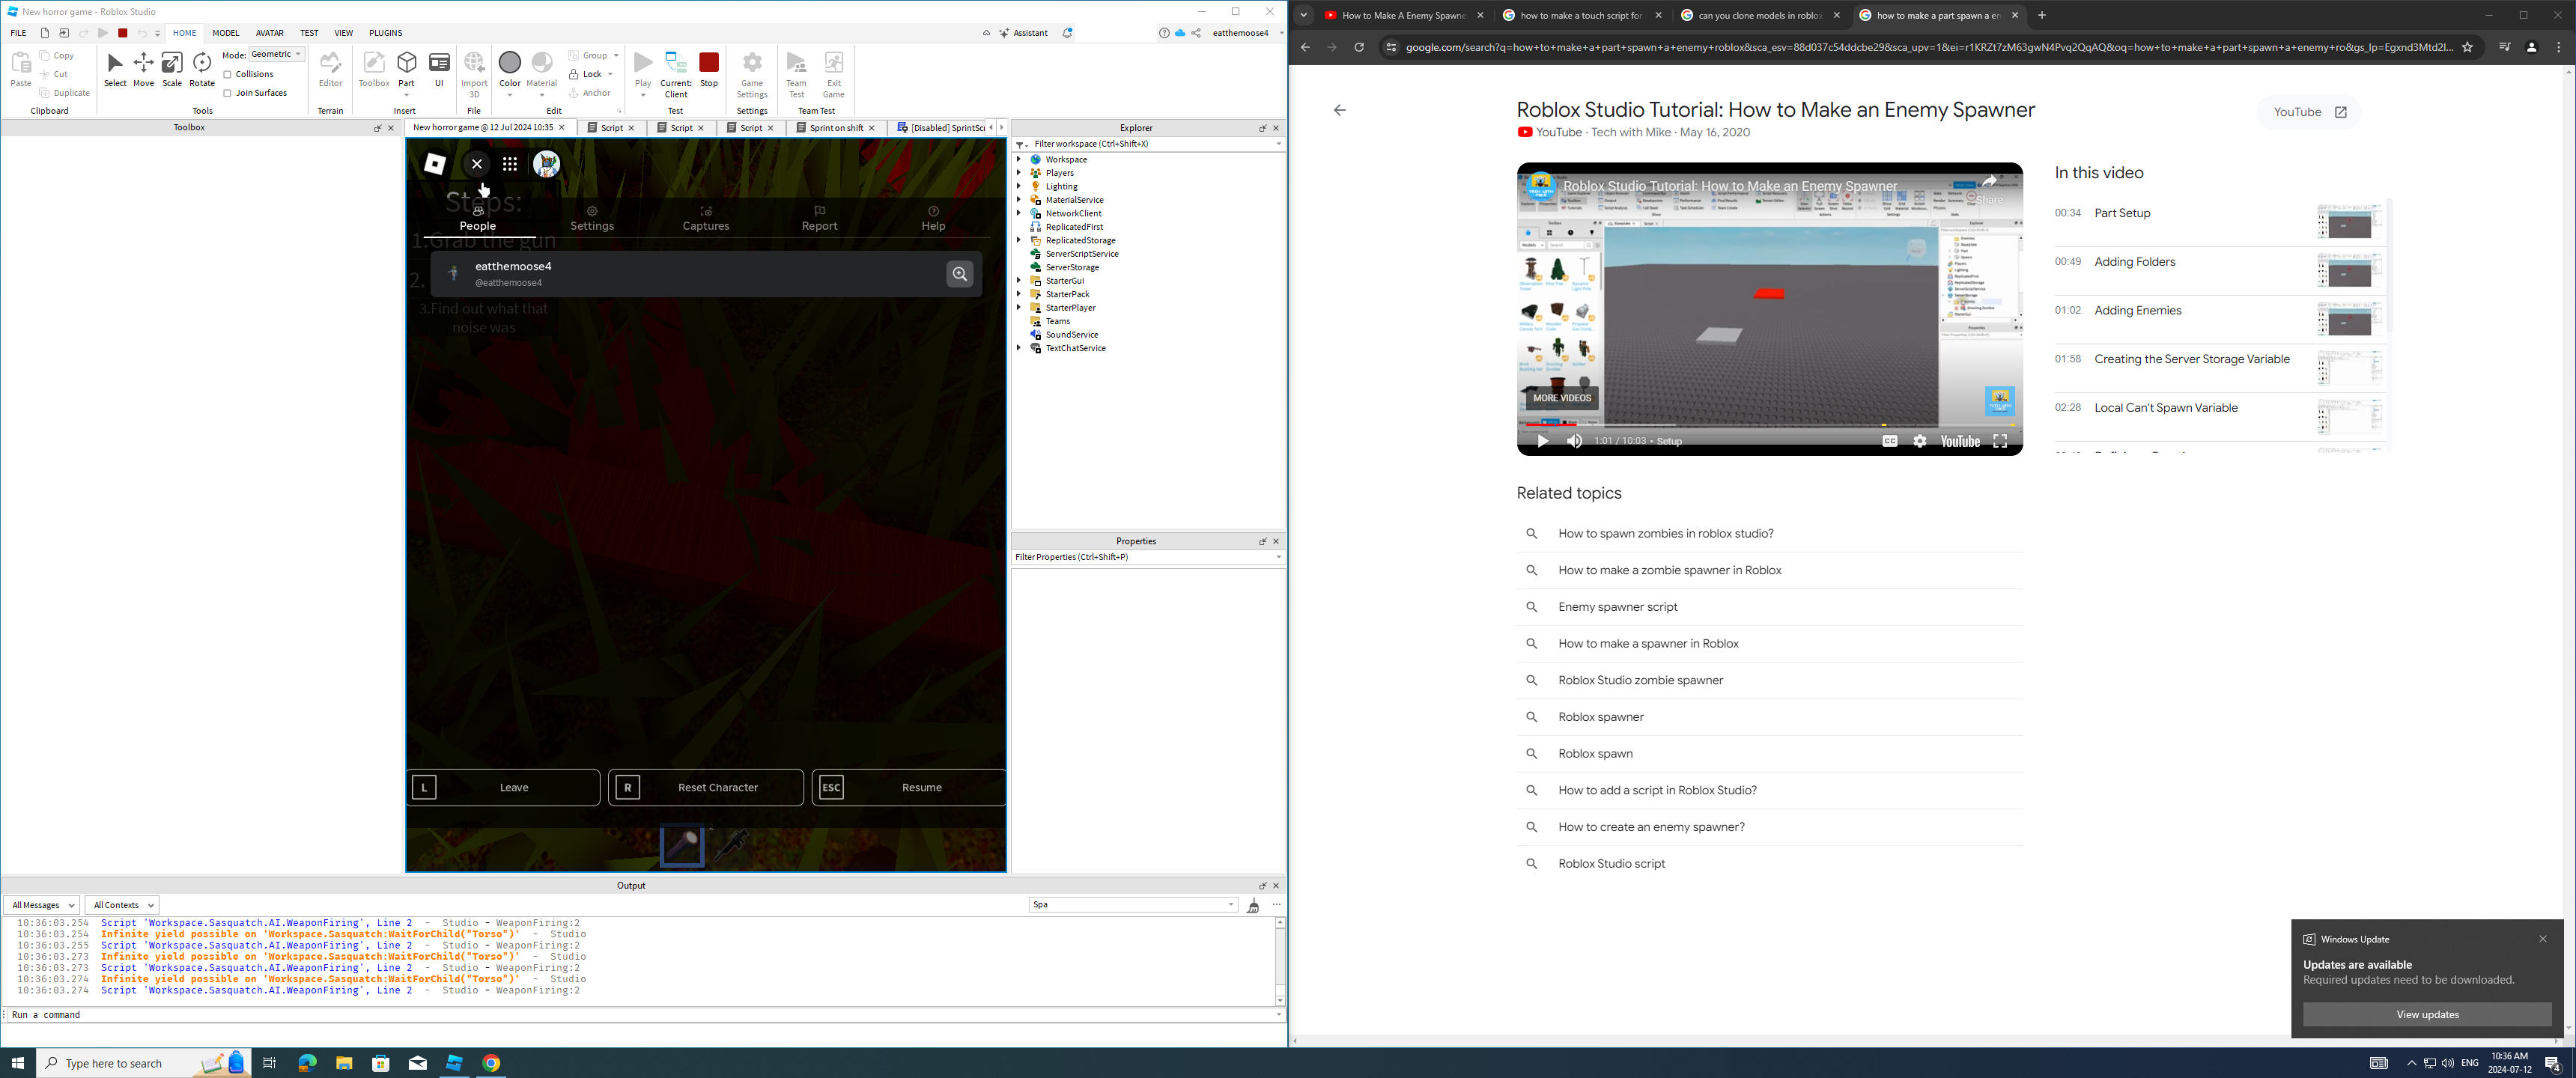 New horror game - Roblox Studio
FILE
HOME
MODEL
AVATAR
TEST
VIEW
PLUGINS
Assistant
eatthemoose4
Paste
Copy
Cut
Duplicate
Clipboard
Select
Move
Scale
Rotate
Mode: Geometric
Collisions
Join Surfaces
Tools
Editor
Terrain
Toolbox
Part
UI
Insert
Import
3D
File
Color
Material
Group
Lock
Anchor
Edit
Play
Current:
Client
Stop
Test
Game
Settings
Settings
Team
Test
Exit
Game
Team Test
Toolbox
New horror game @ 12 Jul 2024 10:35
Script
Script
Script
Sprint on shift
[Disabled] SprintSc
Steps:
1.Grab the gun
2.
3.Find out what that
noise was
People
Settings
Captures
Report
Help
eatthemoose4
@eatthemoose4
L Leave
R Reset Character
ESC Resume
Explorer
Filter workspace (Ctrl+Shift+X)
Workspace
Players
Lighting
MaterialService
NetworkClient
ReplicatedFirst
ReplicatedStorage
ServerScriptService
ServerStorage
StarterGui
StarterPack
StarterPlayer
Teams
SoundService
TextChatService
Properties
Filter Properties (Ctrl+Shift+P)
Output
All Messages
All Contexts
Spa
10:36:03.254 Script 'Workspace.Sasquatch.AI.WeaponFiring', Line 2 - Studio - WeaponFiring:2
10:36:03.254 Infinite yield possible on 'Workspace.Sasquatch:WaitForChild("Torso")' - Studio
10:36:03.255 Script 'Workspace.Sasquatch.AI.WeaponFiring', Line 2 - Studio - WeaponFiring:2
10:36:03.273 Infinite yield possible on 'Workspace.Sasquatch:WaitForChild("Torso")' - Studio
10:36:03.273 Script 'Workspace.Sasquatch.AI.WeaponFiring', Line 2 - Studio - WeaponFiring:2
10:36:03.274 Infinite yield possible on 'Workspace.Sasquatch:WaitForChild("Torso")' - Studio
10:36:03.274 Script 'Workspace.Sasquatch.AI.WeaponFiring', Line 2 - Studio - WeaponFiring:2
Run a command
How to Make A Enemy Spawne
how to make a touch script for
can you clone models in roblox
how to make a part spawn a en
google.com/search?q=how+to+make+a+part+spawn+a+enemy+roblox&sca_esv=88d037c54ddcbe29&sca_upv=1&ei=r1KRZt7zM63gwN4Pvq2QqAQ&oq=how+to+make+a+part+spawn+a+enemy+ro&gs_lp=Egxnd3Mtd2l...
Roblox Studio Tutorial: How to Make an Enemy Spawner
YouTube · Tech with Mike · May 16, 2020
YouTube
Roblox Studio Tutorial: How to Make an Enemy Spawner
Share
MORE VIDEOS
1:01 / 10:03 • Setup
CC
YouTube
In this video
00:34 Part Setup
00:49 Adding Folders
01:02 Adding Enemies
01:58 Creating the Server Storage Variable
02:28 Local Can't Spawn Variable
Related topics
How to spawn zombies in roblox studio?
How to make a zombie spawner in Roblox
Enemy spawner script
How to make a spawner in Roblox
Roblox Studio zombie spawner
Roblox spawner
Roblox spawn
How to add a script in Roblox Studio?
How to create an enemy spawner?
Roblox Studio script
Windows Update
Updates are available
Required updates need to be downloaded.
View updates
Type here to search
ENG
10:36 AM
2024-07-12
4